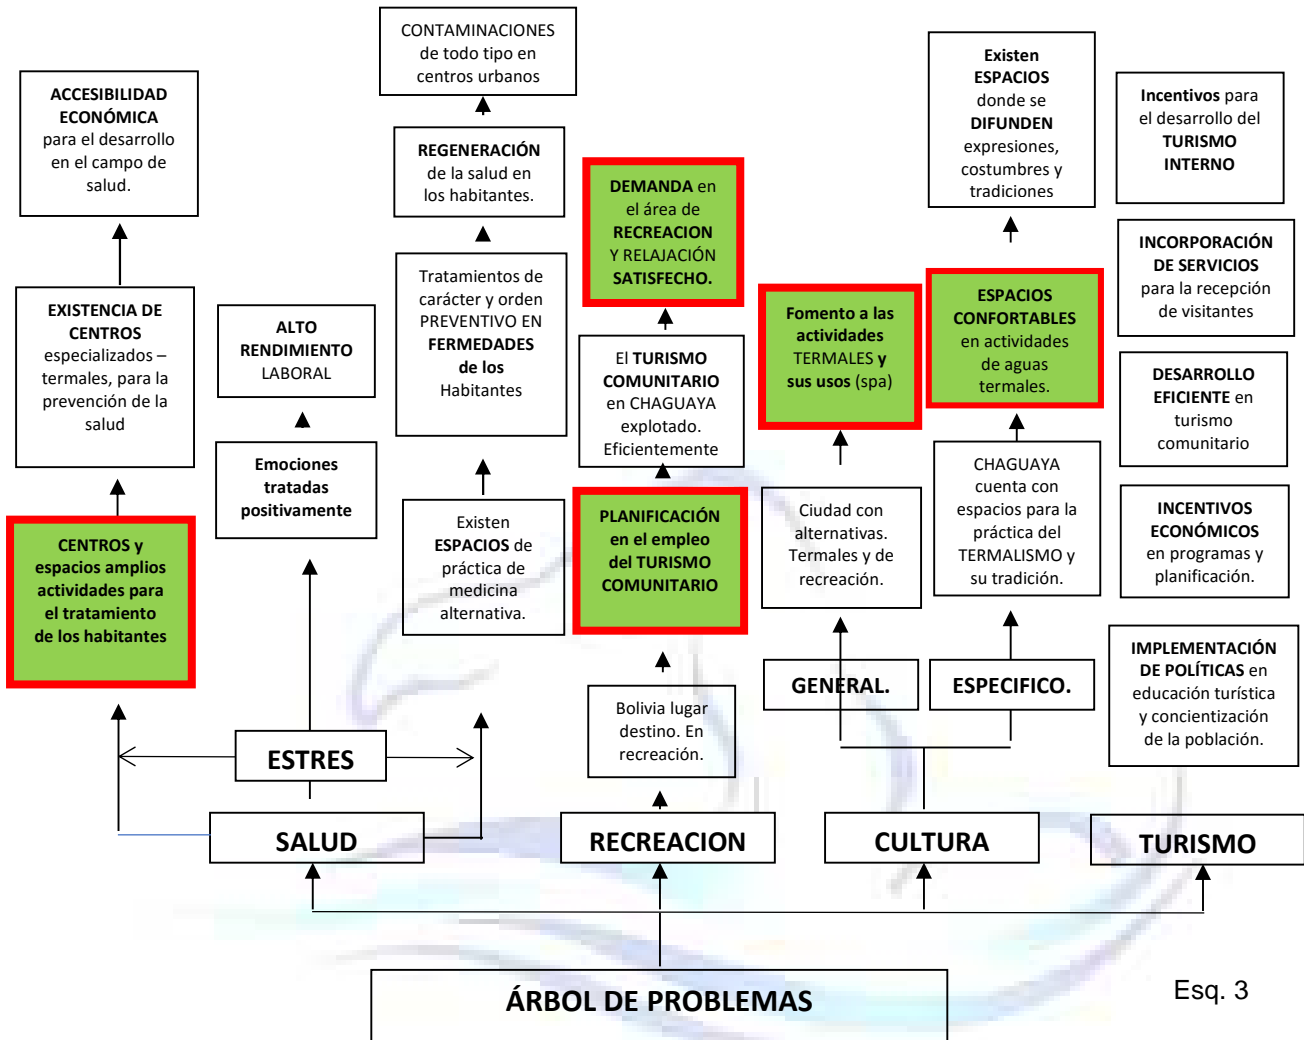 CONTAMINACIONES
de todo tipo en
centros urbanos
ACCESIBILIDAD
ECONÓMICA
para el desarrollo
en el campo de
salud.
REGENERACIÓN
de la salud en
los habitantes.
DEMANDA en
el área de
RECREACION
Y RELAJACIÓN
SATISFECHO.
Existen
ESPACIOS
donde se
DIFUNDEN
expresiones,
costumbres y
tradiciones
Incentivos para
el desarrollo del
TURISMO
INTERNO
EXISTENCIA DE
CENTROS
especializados –
termales, para la
prevención de la
salud
ALTO
RENDIMIENTO
LABORAL
Tratamientos de
carácter y orden
PREVENTIVO EN
FERMEDADES
de los
Habitantes
El TURISMO
COMUNITARIO
en CHAGUAYA
explotado.
Eficientemente
Fomento a las
actividades
TERMALES y
sus usos (spa)
ESPACIOS
CONFORTABLES
en actividades
de aguas
termales.
INCORPORACIÓN
DE SERVICIOS
para la recepción
de visitantes
DESARROLLO
EFICIENTE en
turismo
comunitario
CENTROS y
espacios amplios
actividades para
el tratamiento
de los habitantes
Emociones
tratadas
positivamente
Existen
ESPACIOS de
práctica de
medicina
alternativa.
PLANIFICACIÓN
en el empleo
del TURISMO
COMUNITARIO
Ciudad con
alternativas.
Termales y de
recreación.
CHAGUAYA
cuenta con
espacios para la
práctica del
TERMALISMO y
su tradición.
INCENTIVOS
ECONÓMICOS
en programas y
planificación.
Bolivia lugar
destino. En
recreación.
GENERAL.
ESPECIFICO.
IMPLEMENTACIÓN
DE POLÍTICAS en
educación turística
y concientización
de la población.
ESTRES
SALUD
RECREACION
CULTURA
TURISMO
ÁRBOL DE PROBLEMAS
Esq. 3